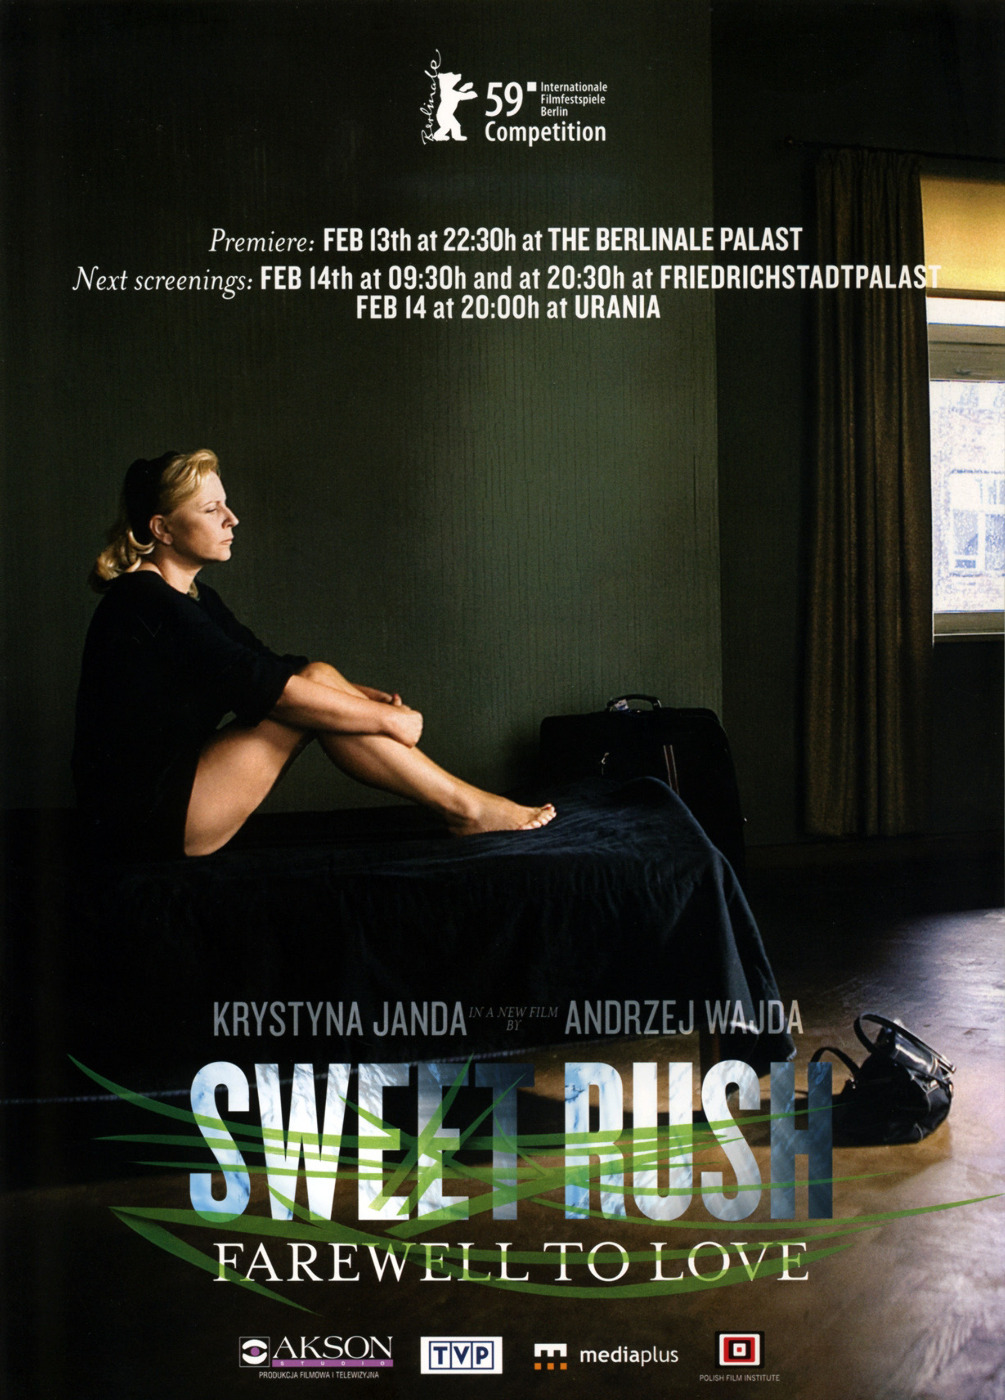 Berlinale
59 Internationale
Filmfestspiele
Berlin
Competition
Premiere: FEB 13th at 22:30h at THE BERLINALE PALAST
Next screenings: FEB 14th at 09:30h and at 20:30h at FRIEDRICHSTADTPALAST
FEB 14 at 20:00h at URANIA
KRYSTYNA JANDA IN A NEW FILM BY ANDRZEJ WAJDA
SWEET RUSH
FAREWELL TO LOVE
AKSON
STUDIO
PRODUKCJA FILMOWA I TELEWIZYJNA
TVP
mediaplus
POLISH FILM INSTITUTE